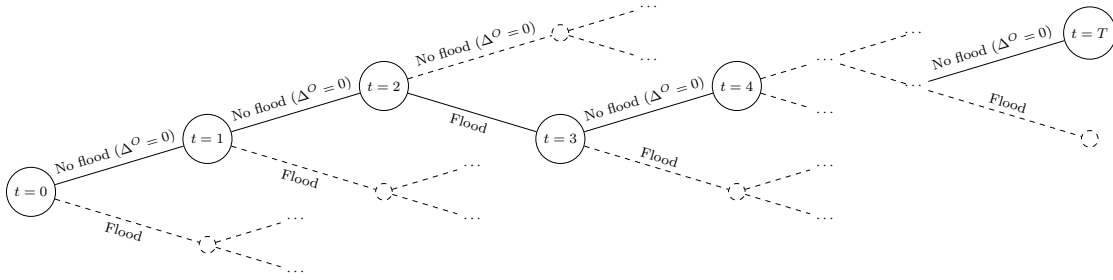 t = 0
No flood (Δ^O = 0)
Flood
t = 1
...
...
No flood (Δ^O = 0)
Flood
t = 2
...
...
No flood (Δ^O = 0)
Flood
...
...
t = 3
No flood (Δ^O = 0)
Flood
t = 4
...
...
...
...
...
...
No flood (Δ^O = 0)
Flood
t = T